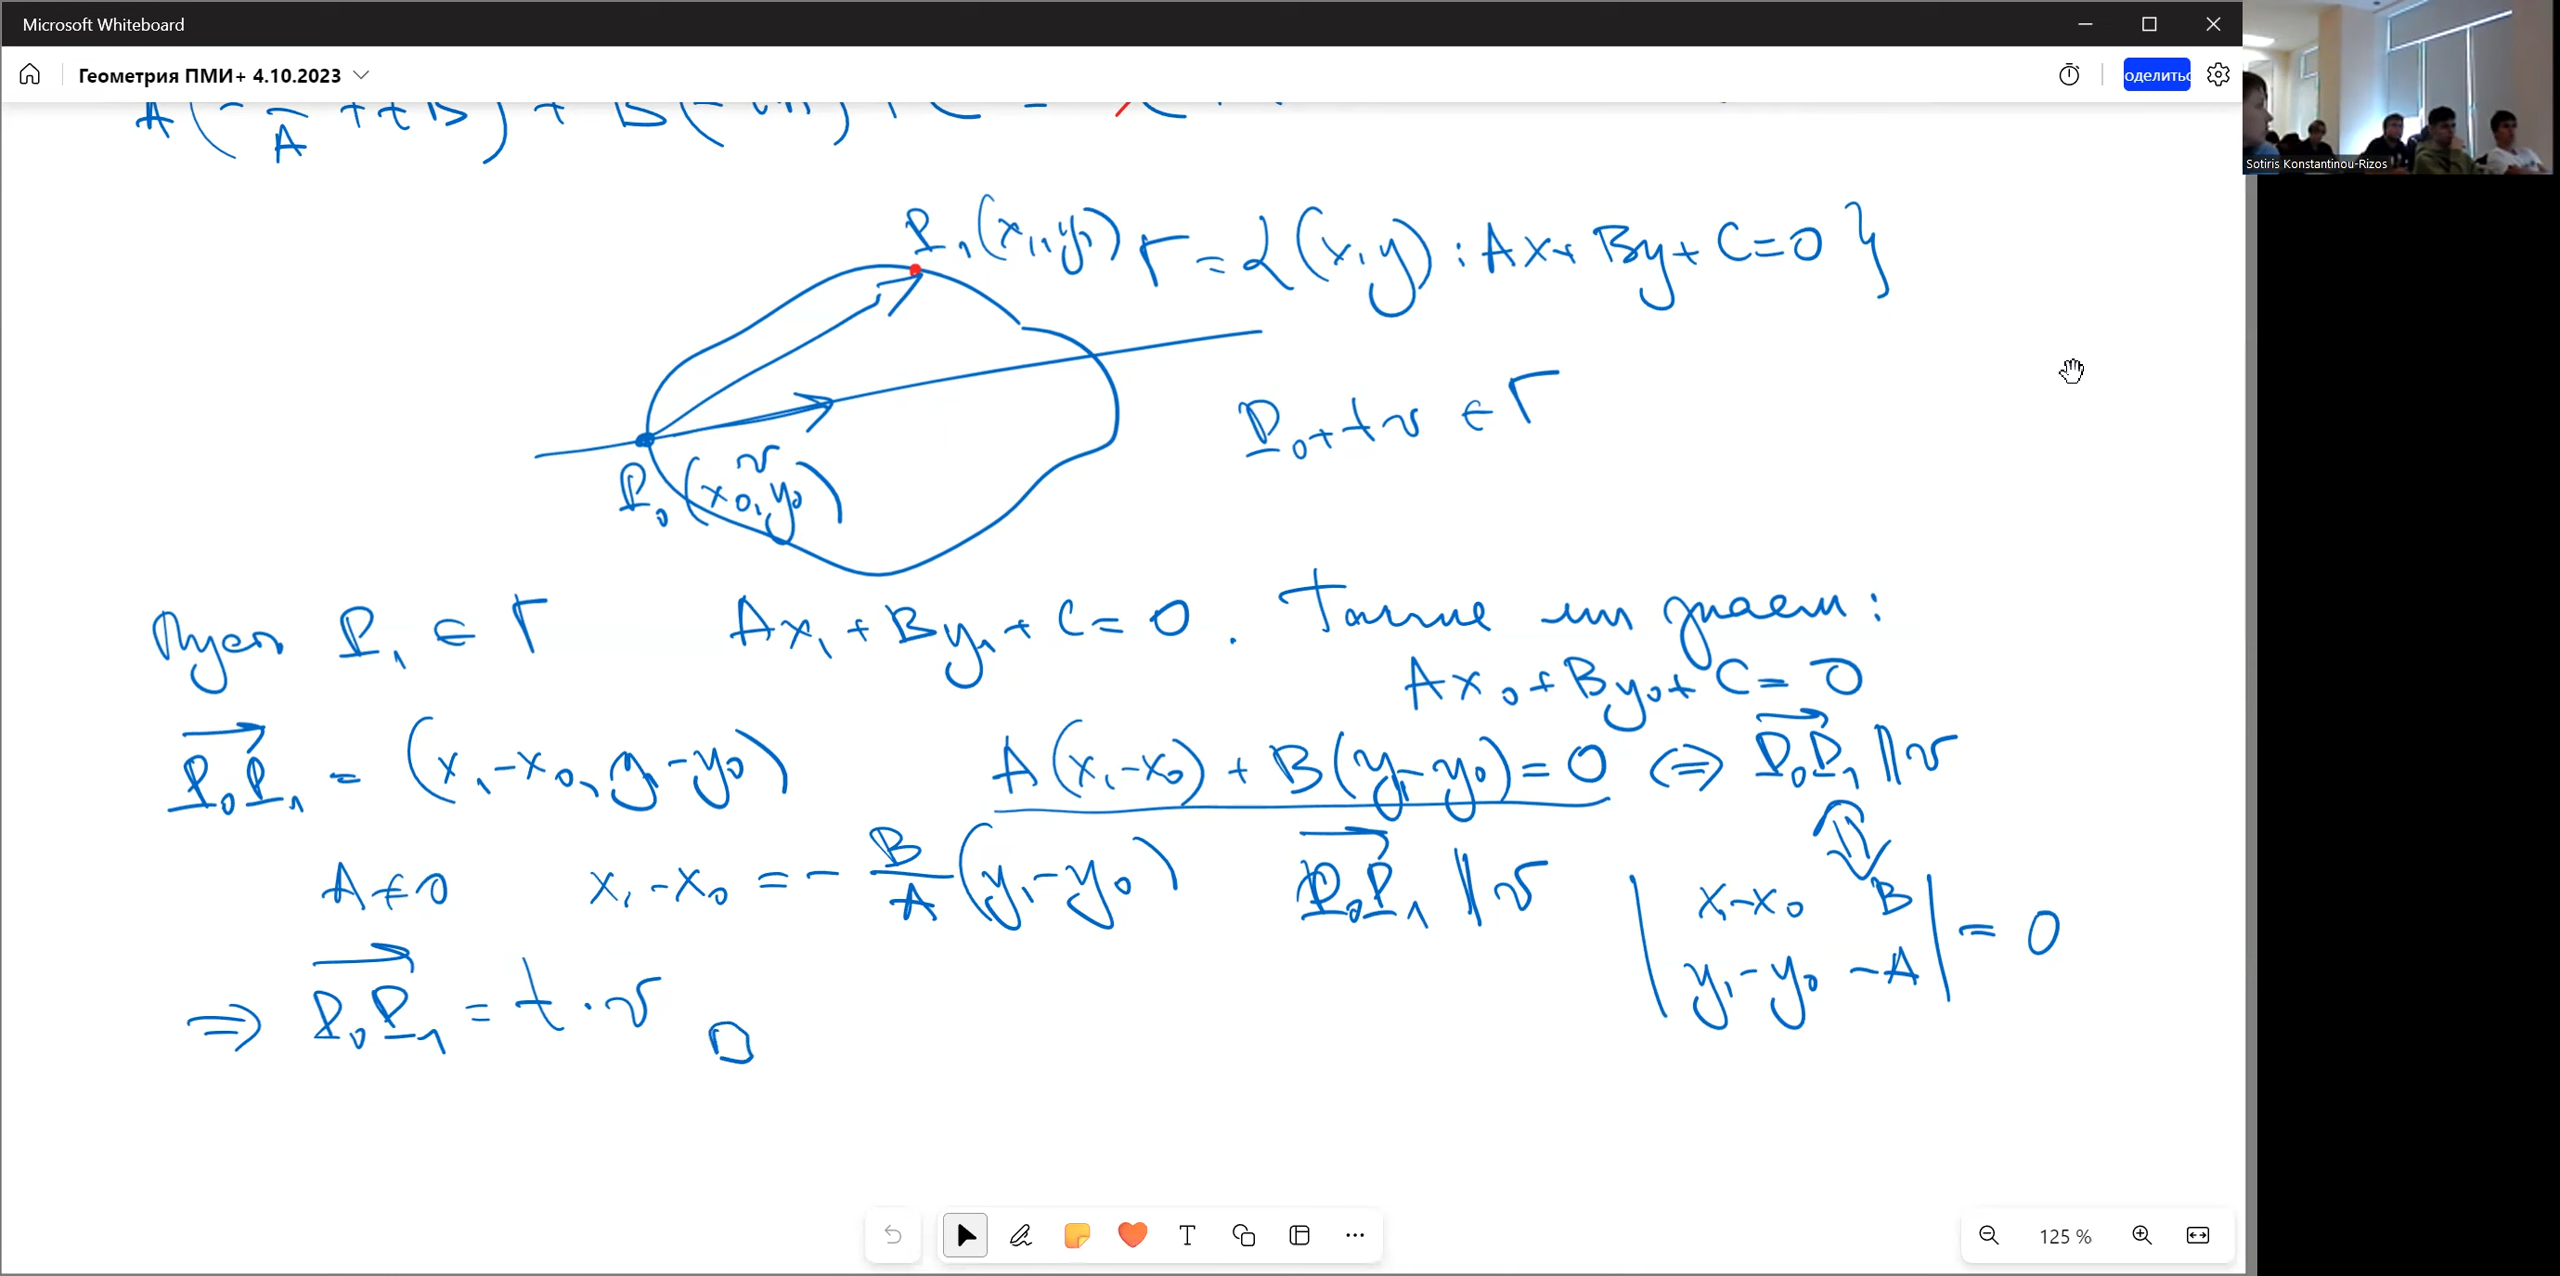 Microsoft Whiteboard
Геометрия ПМИ+ 4.10.2023
оделитьс
Sotiris Konstantinou-Rizos
P₁(x₁,y₁) Γ = {(x,y) : Ax + By + C = 0}
P₀ + tv ∈ Γ
v
P₀(x₀,y₀)
Пусть P₁ ∈ Γ Ax₁ + By₁ + C = 0. Также мы знаем:
Ax₀ + By₀ + C = 0
P₀P₁ = (x₁-x₀, y₁-y₀) A(x₁-x₀) + B(y₁-y₀) = 0 ⇔ P₀P₁ ∥ v
A ≠ 0 x₁-x₀ = - B/A (y₁-y₀) P₀P₁ ∥ v | x₁-x₀ B |
| y₁-y₀ -A | = 0
⇒ P₀P₁ = t · v □
125 %